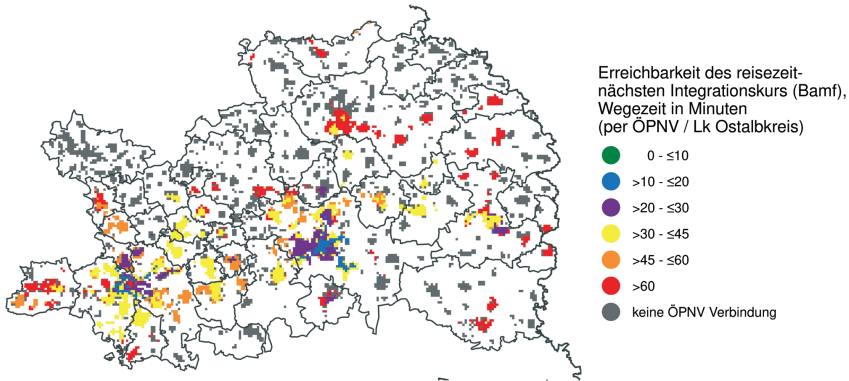 Erreichbarkeit des reisezeit-
nächsten Integrationskurs (Bamf),
Wegezeit in Minuten
(per ÖPNV / Lk Ostalbkreis)
0 - ≤10
>10 - ≤20
>20 - ≤30
>30 - ≤45
>45 - ≤60
>60
keine ÖPNV Verbindung